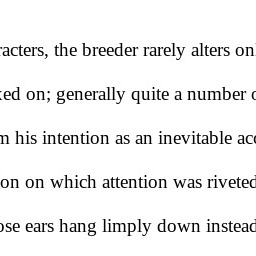 racters, the breeder rarely alters on
ked on; generally quite a number o
m his intention as an inevitable acc
on on which attention was riveted
ose ears hang limply down instead